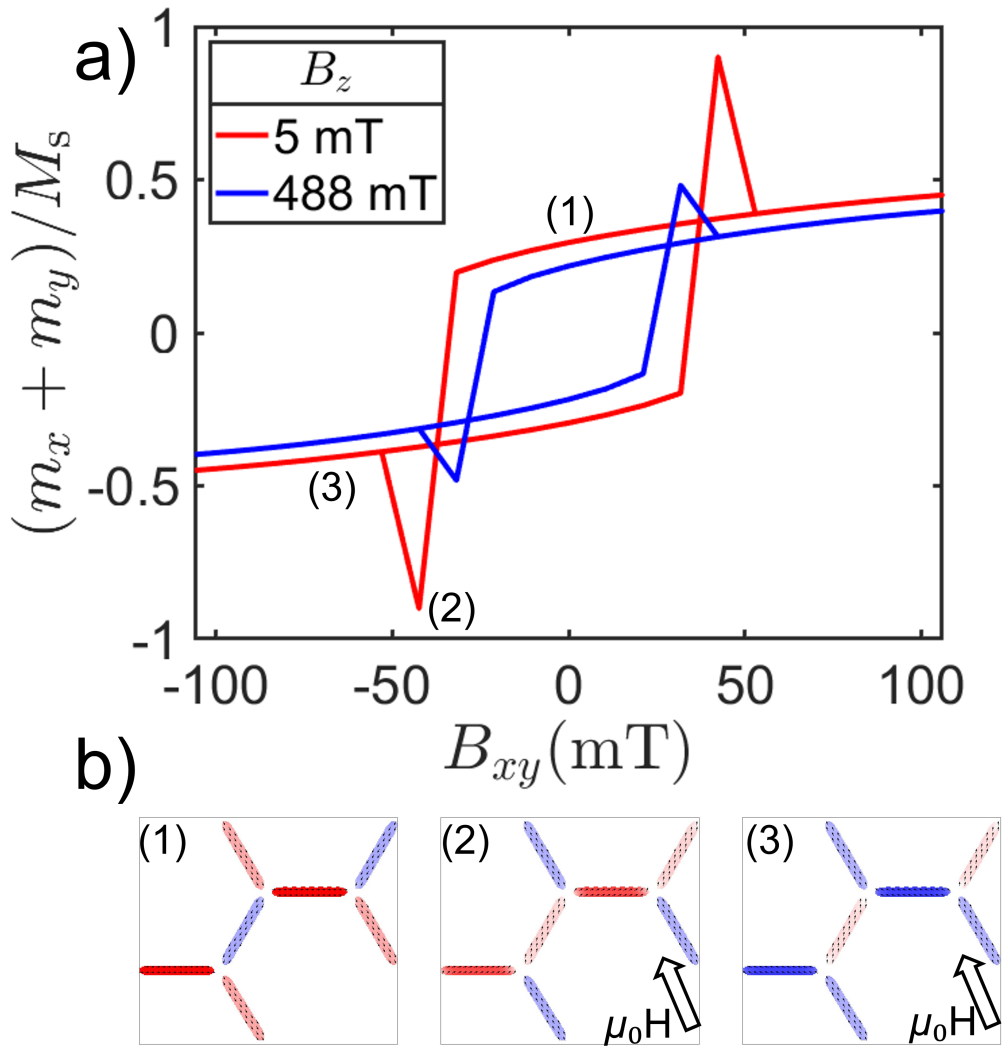 a)
(m_x + m_y)/M_s
1
0.5
0
-0.5
-1
B_z
5 mT
488 mT
(1)
(2)
(3)
-100 -50 0 50 100
B_xy(mT)
b)
(1) (2) (3)
μ₀H μ₀H